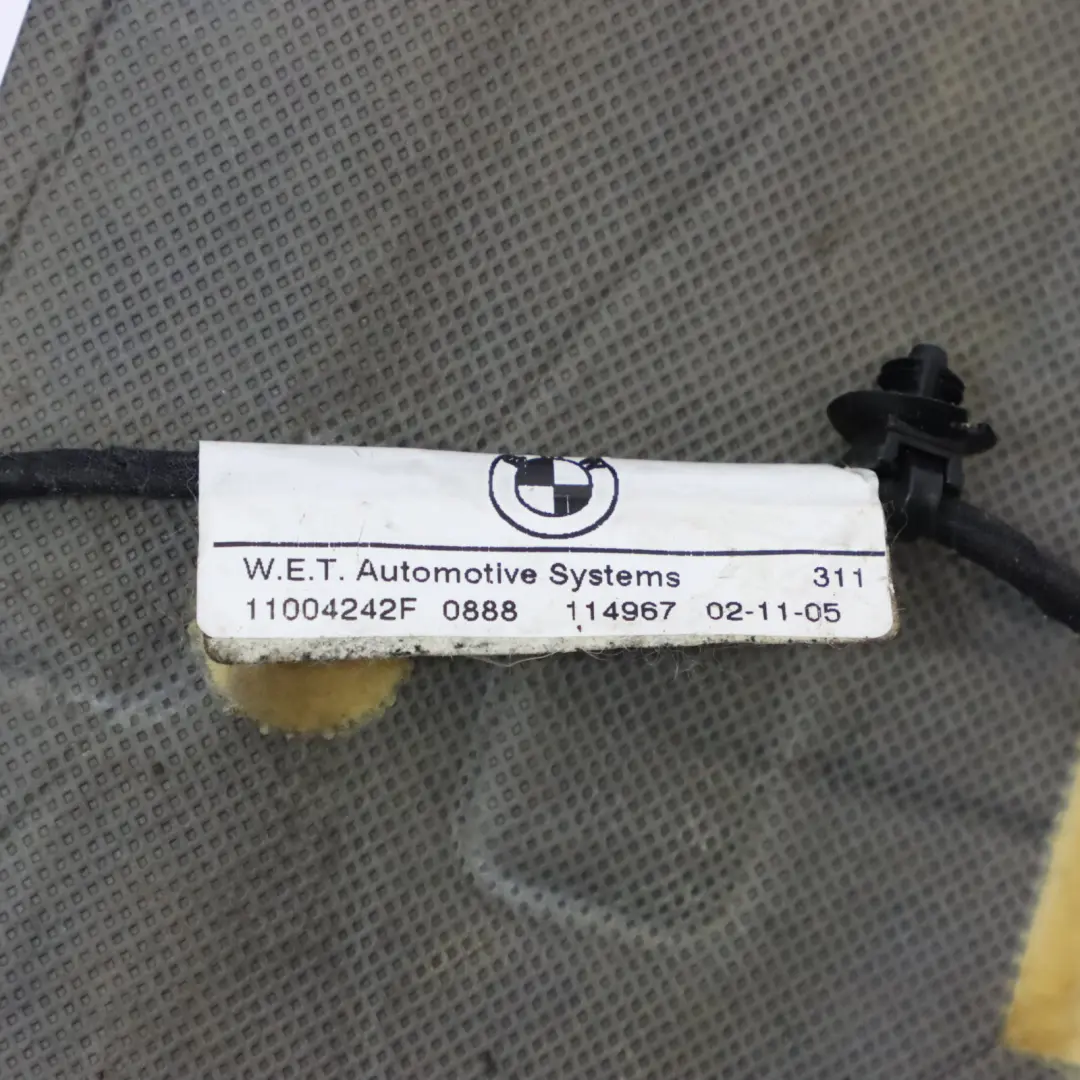 W.E.T. Automotive Systems 311
11004242F 0888 114967 02-11-05